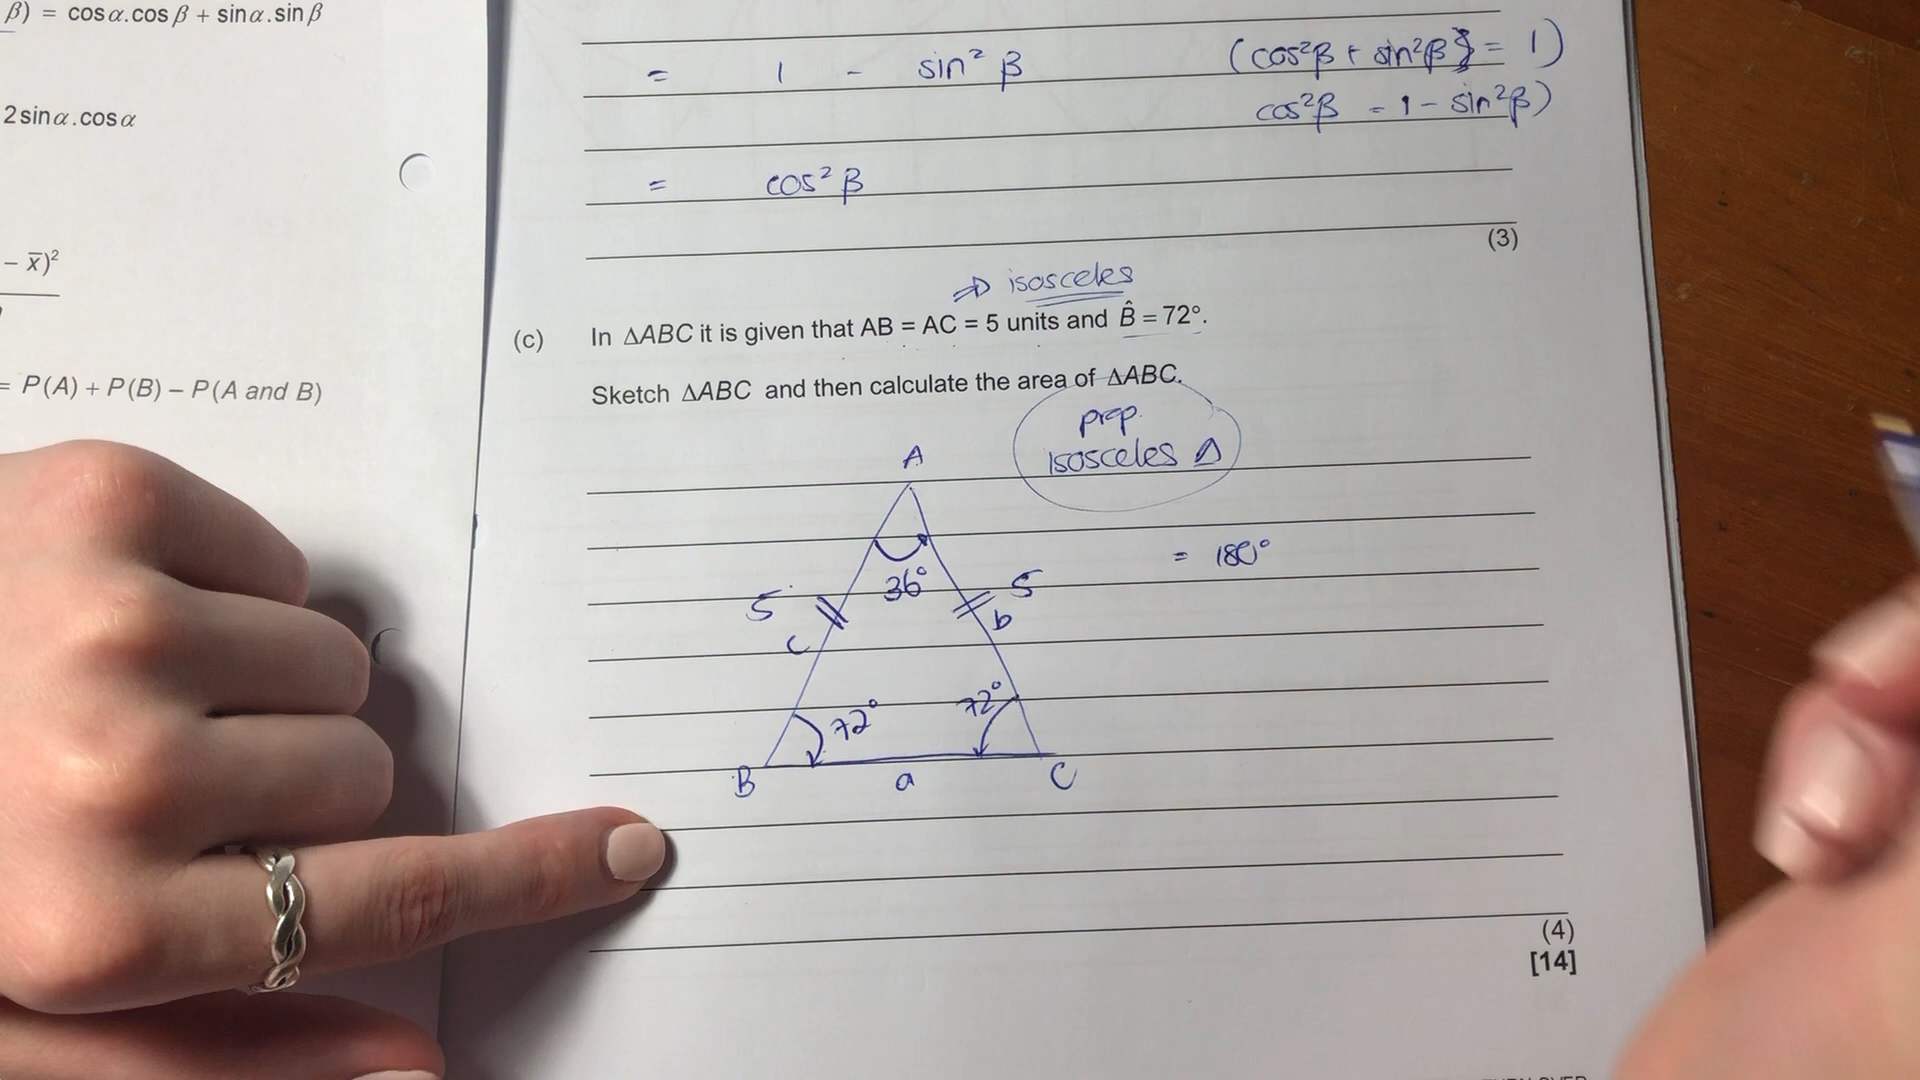 β) = cosα.cosβ + sinα.sinβ
2sinα.cosα
– x̄)²
= P(A) + P(B) – P(A and B)
= 1 - sin² β (cos²β + sin²β = 1)
cos²β = 1 - sin²β)
= cos² β
(3)
⇒ isosceles
(c) In ΔABC it is given that AB = AC = 5 units and B̂ = 72°.
Sketch ΔABC and then calculate the area of ΔABC.
prop.
isosceles Δ
A
= 180°
36°
5 5
c b
72° 72°
B a C
(4)
[14]